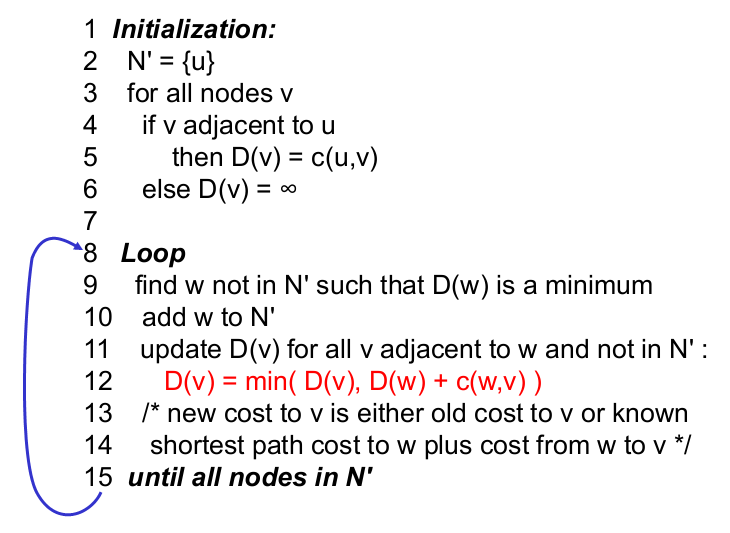 1 Initialization:
2 N' = {u}
3 for all nodes v
4 if v adjacent to u
5 then D(v) = c(u,v)
6 else D(v) = ∞
7
8 Loop
9 find w not in N' such that D(w) is a minimum
10 add w to N'
11 update D(v) for all v adjacent to w and not in N' :
12 D(v) = min( D(v), D(w) + c(w,v) )
13 /* new cost to v is either old cost to v or known
14 shortest path cost to w plus cost from w to v */
15 until all nodes in N'